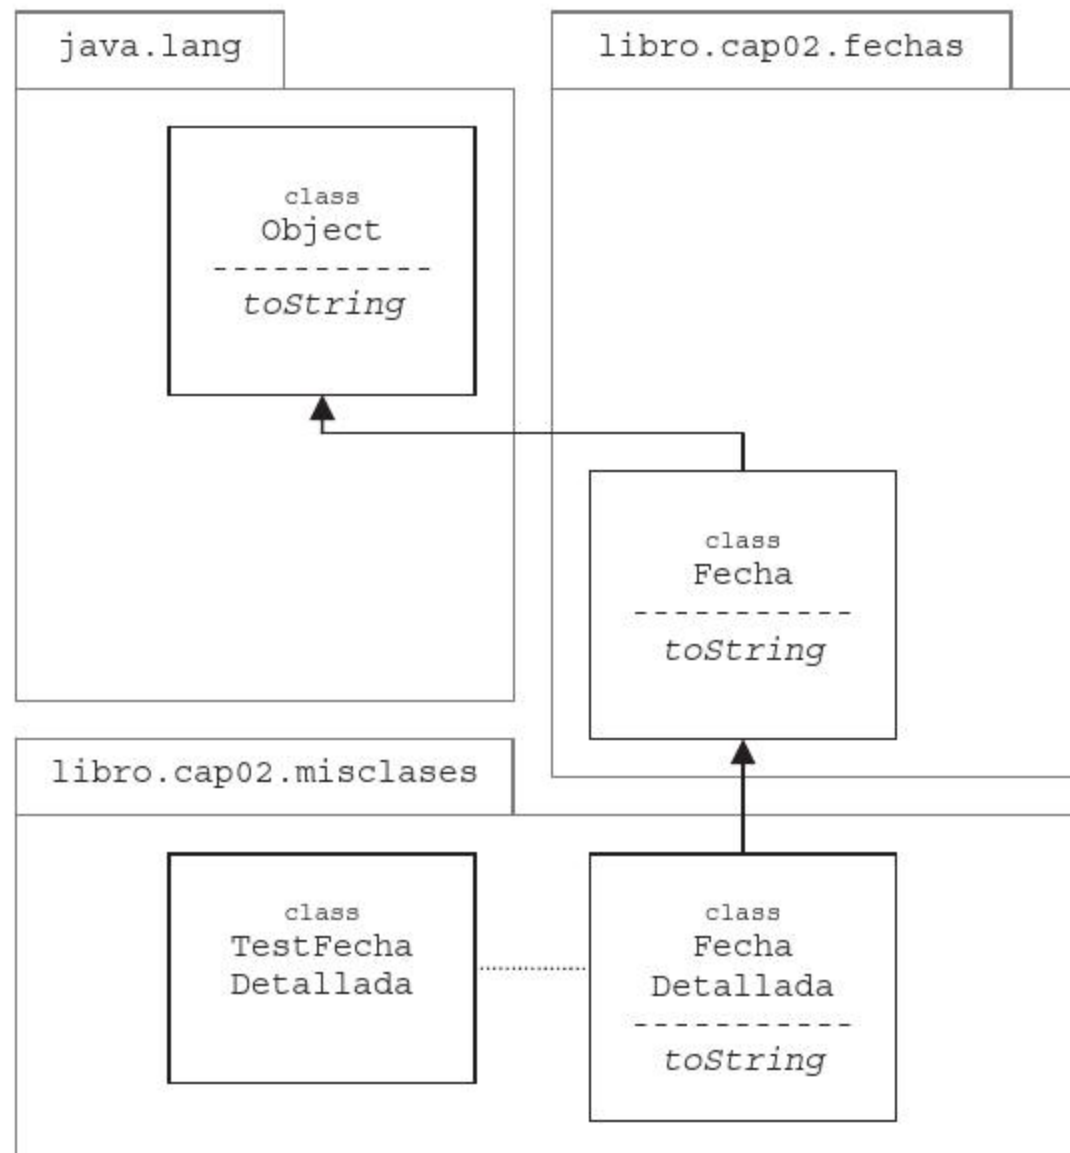 java.lang
libro.cap02.fechas
class
Object
-----------
toString
class
Fecha
-----------
toString
libro.cap02.misclases
class
TestFecha
Detallada
class
Fecha
Detallada
-----------
toString